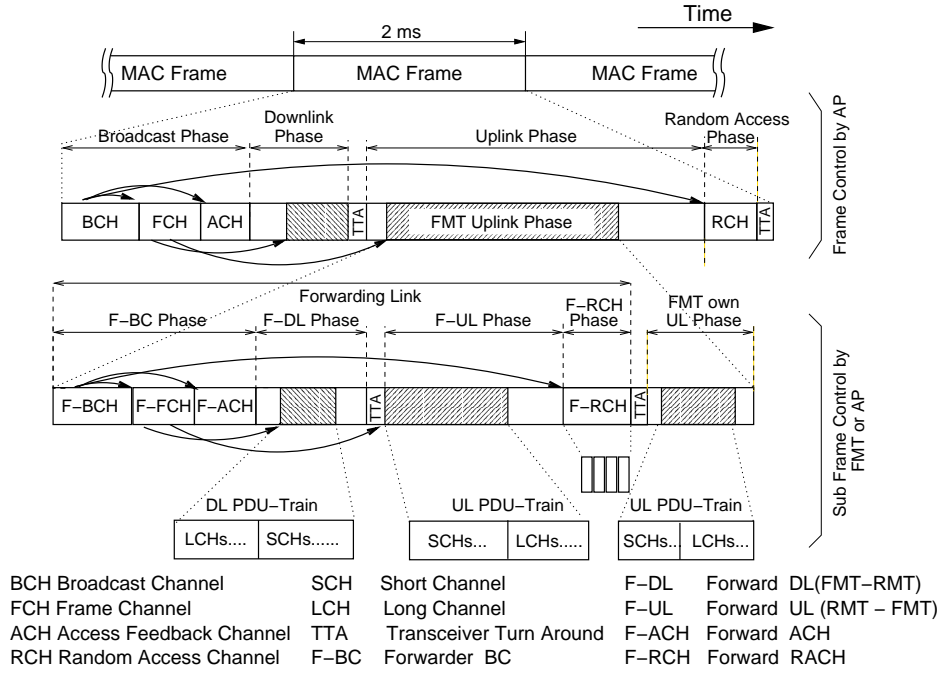 Time
2 ms
MAC Frame MAC Frame MAC Frame
Broadcast Phase Downlink Phase Uplink Phase Random Access Phase
BCH FCH ACH TTA FMT Uplink Phase RCH TTA
Frame Control by AP
Forwarding Link
F−BC Phase F−DL Phase F−UL Phase F−RCH Phase FMT own UL Phase
F−BCH F−FCH F−ACH TTA F−RCH TTA
Sub Frame Control by
FMT or AP
DL PDU−Train UL PDU−Train UL PDU−Train
LCHs.... SCHs...... SCHs... LCHs..... SCHs... LCHs...
BCH Broadcast Channel SCH Short Channel F−DL Forward DL(FMT−RMT)
FCH Frame Channel LCH Long Channel F−UL Forward UL (RMT − FMT)
ACH Access Feedback Channel TTA Transceiver Turn Around F−ACH Forward ACH
RCH Random Access Channel F−BC Forwarder BC F−RCH Forward RACH